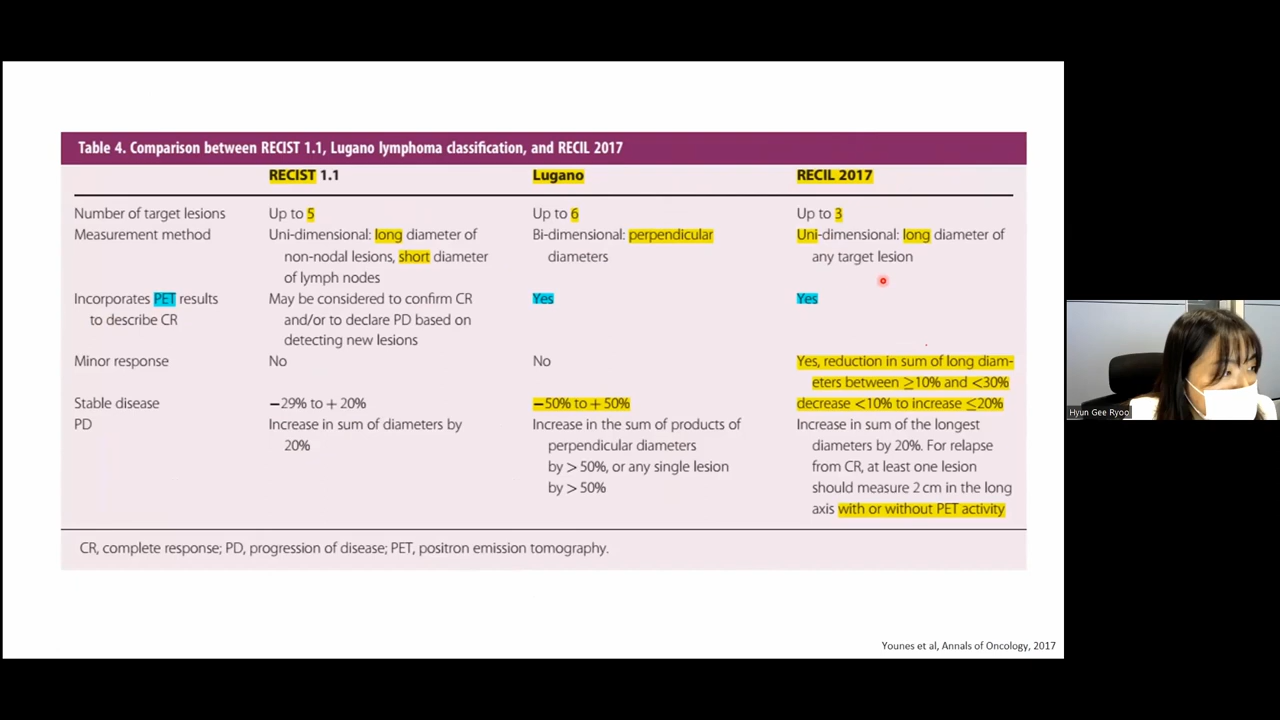 Table 4. Comparison between RECIST 1.1, Lugano lymphoma classification, and RECIL 2017
RECIST 1.1 Lugano RECIL 2017
Number of target lesions Up to 5 Up to 6 Up to 3
Measurement method Uni-dimensional: long diameter of Bi-dimensional: perpendicular Uni-dimensional: long diameter of
non-nodal lesions, short diameter diameters any target lesion
of lymph nodes
Incorporates PET results May be considered to confirm CR Yes Yes
to describe CR and/or to declare PD based on
detecting new lesions
Minor response No No Yes, reduction in sum of long diam-
eters between ≥10% and <30%
Stable disease −29% to + 20% −50% to + 50% decrease <10% to increase ≤20%
PD Increase in sum of diameters by Increase in the sum of products of Increase in sum of the longest
20% perpendicular diameters diameters by 20%. For relapse
by > 50%, or any single lesion from CR, at least one lesion
by > 50% should measure 2 cm in the long
axis with or without PET activity
CR, complete response; PD, progression of disease; PET, positron emission tomography.
Younes et al, Annals of Oncology, 2017
Hyun Gee Ryoo